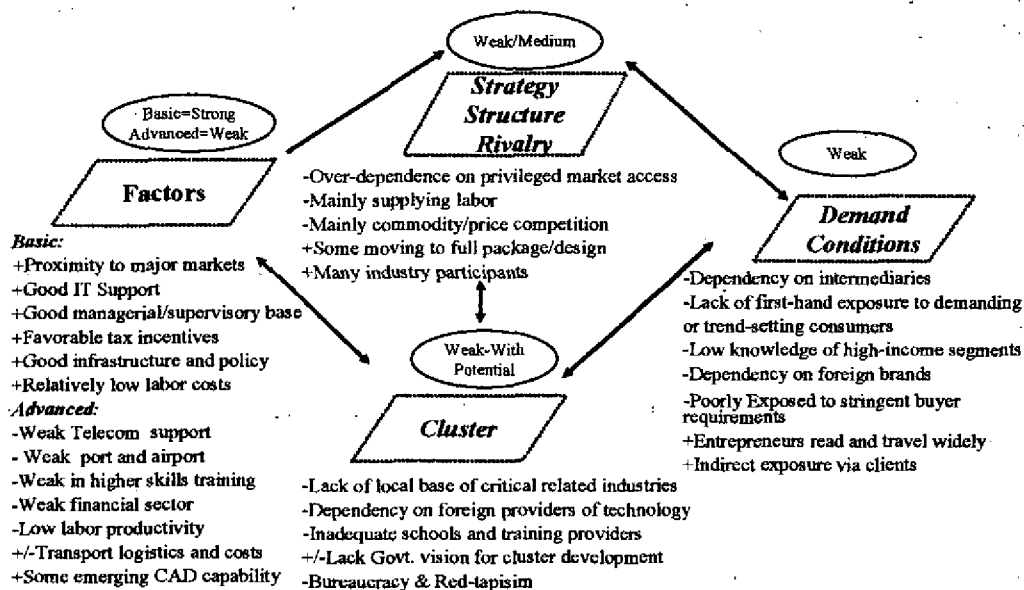 Weak/Medium
Strategy
Structure
Rivalry
-Over-dependence on privileged market access
-Mainly supplying labor
-Mainly commodity/price competition
+Some moving to full package/design
+Many industry participants
Basic=Strong
Advanced=Weak
Factors
Basic:
+Proximity to major markets
+Good IT Support
+Good managerial/supervisory base
+Favorable tax incentives
+Good infrastructure and policy
+Relatively low labor costs
Advanced:
-Weak Telecom support
- Weak port and airport
-Weak in higher skills training
-Weak financial sector
-Low labor productivity
+/-Transport logistics and costs
+Some emerging CAD capability
Weak
Demand
Conditions
-Dependency on intermediaries
-Lack of first-hand exposure to demanding
or trend-setting consumers
-Low knowledge of high-income segments
-Dependency on foreign brands
-Poorly Exposed to stringent buyer
requirements
+Entrepreneurs read and travel widely
+Indirect exposure via clients
Weak-With
Potential
Cluster
-Lack of local base of critical related industries
-Dependency on foreign providers of technology
-Inadequate schools and training providers
+/-Lack Govt. vision for cluster development
-Bureaucracy & Red-tapisim